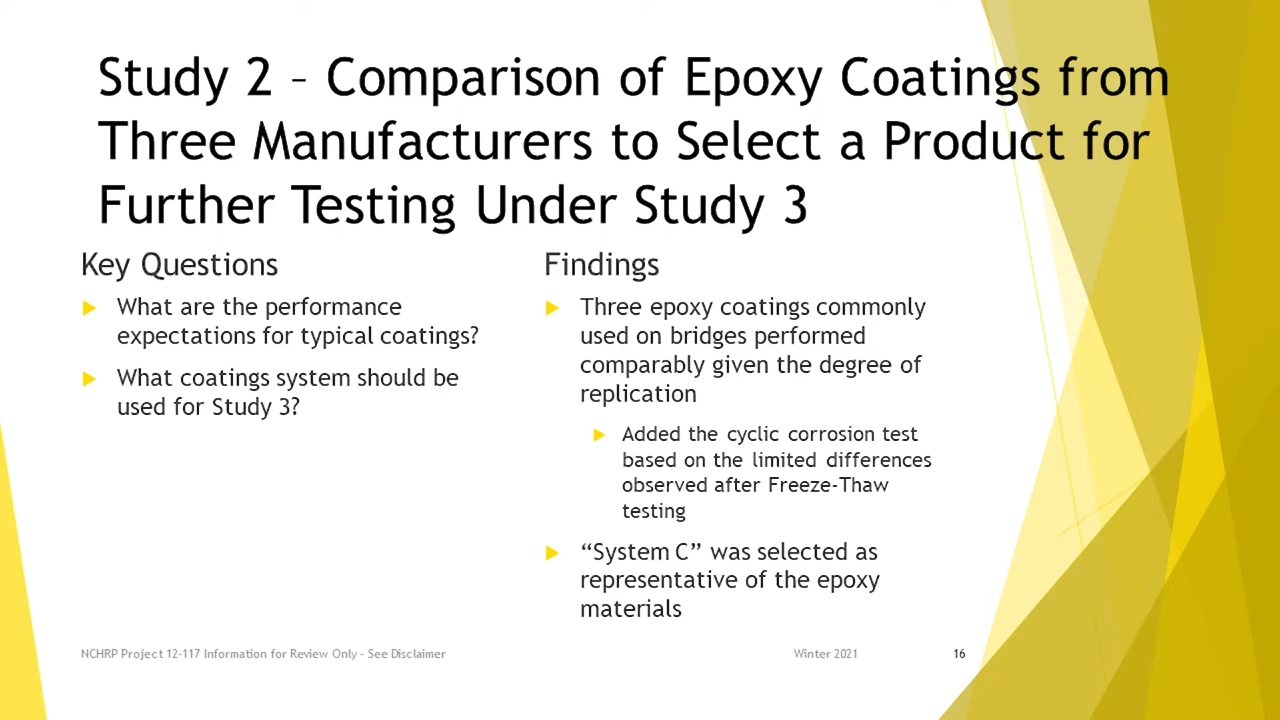 Study 2 – Comparison of Epoxy Coatings from
Three Manufacturers to Select a Product for
Further Testing Under Study 3
Key Questions
What are the performance
expectations for typical coatings?
What coatings system should be
used for Study 3?
Findings
Three epoxy coatings commonly
used on bridges performed
comparably given the degree of
replication
Added the cyclic corrosion test
based on the limited differences
observed after Freeze-Thaw
testing
“System C” was selected as
representative of the epoxy
materials
NCHRP Project 12-117 Information for Review Only – See Disclaimer
Winter 2021
16